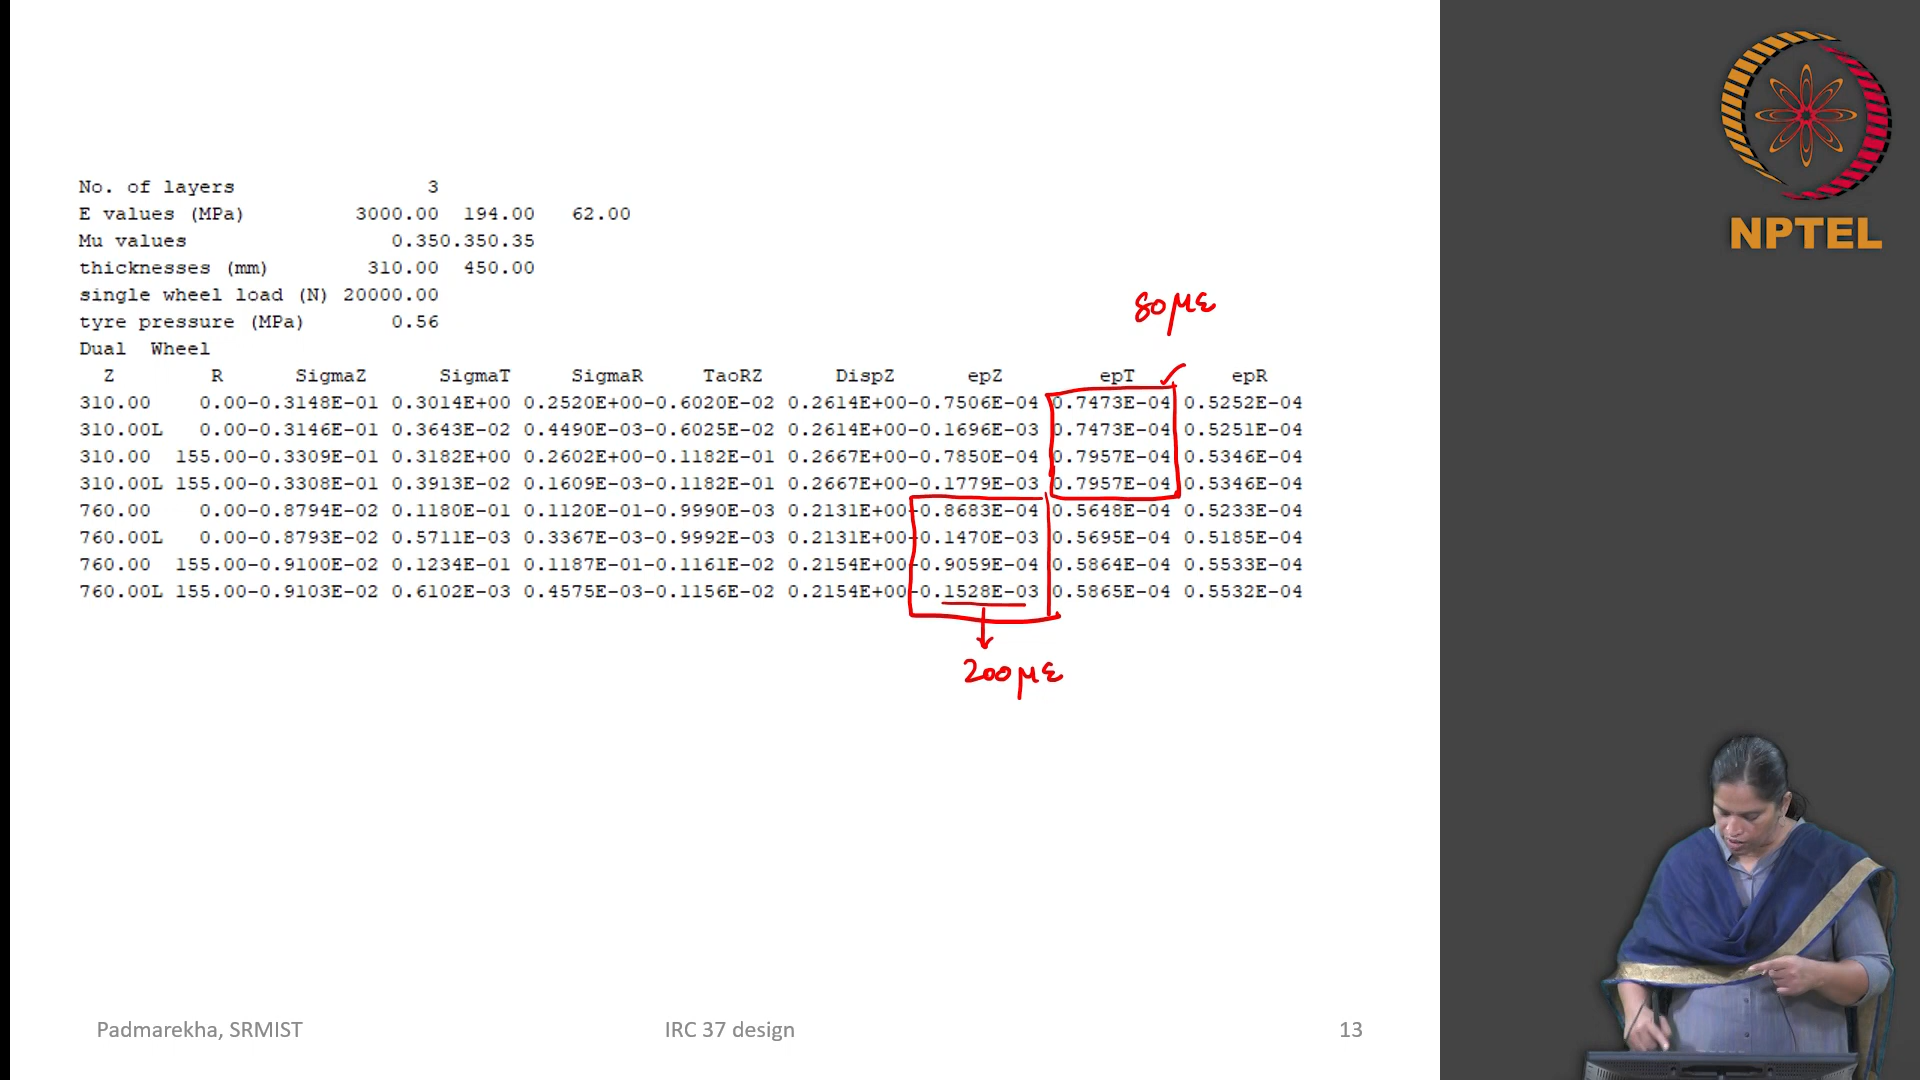 No. of layers 3
E values (MPa) 3000.00 194.00 62.00
Mu values 0.350.350.35
thicknesses (mm) 310.00 450.00
single wheel load (N) 20000.00
tyre pressure (MPa) 0.56
Dual Wheel
80 με
Z R SigmaZ SigmaT SigmaR TaoRZ DispZ epZ epT epR
310.00 0.00-0.3148E-01 0.3014E+00 0.2520E+00-0.6020E-02 0.2614E+00-0.7506E-04 0.7473E-04 0.5252E-04
310.00L 0.00-0.3146E-01 0.3643E-02 0.4490E-03-0.6025E-02 0.2614E+00-0.1696E-03 0.7473E-04 0.5251E-04
310.00 155.00-0.3309E-01 0.3182E+00 0.2602E+00-0.1182E-01 0.2667E+00-0.7850E-04 0.7957E-04 0.5346E-04
310.00L 155.00-0.3308E-01 0.3913E-02 0.1609E-03-0.1182E-01 0.2667E+00-0.1779E-03 0.7957E-04 0.5346E-04
760.00 0.00-0.8794E-02 0.1180E-01 0.1120E-01-0.9990E-03 0.2131E+00-0.8683E-04 0.5648E-04 0.5233E-04
760.00L 0.00-0.8793E-02 0.5711E-03 0.3367E-03-0.9992E-03 0.2131E+00-0.1470E-03 0.5695E-04 0.5185E-04
760.00 155.00-0.9100E-02 0.1234E-01 0.1187E-01-0.1161E-02 0.2154E+00-0.9059E-04 0.5864E-04 0.5533E-04
760.00L 155.00-0.9103E-02 0.6102E-03 0.4575E-03-0.1156E-02 0.2154E+00-0.1528E-03 0.5865E-04 0.5532E-04
200 με
Padmarekha, SRMIST
IRC 37 design
13
NPTEL